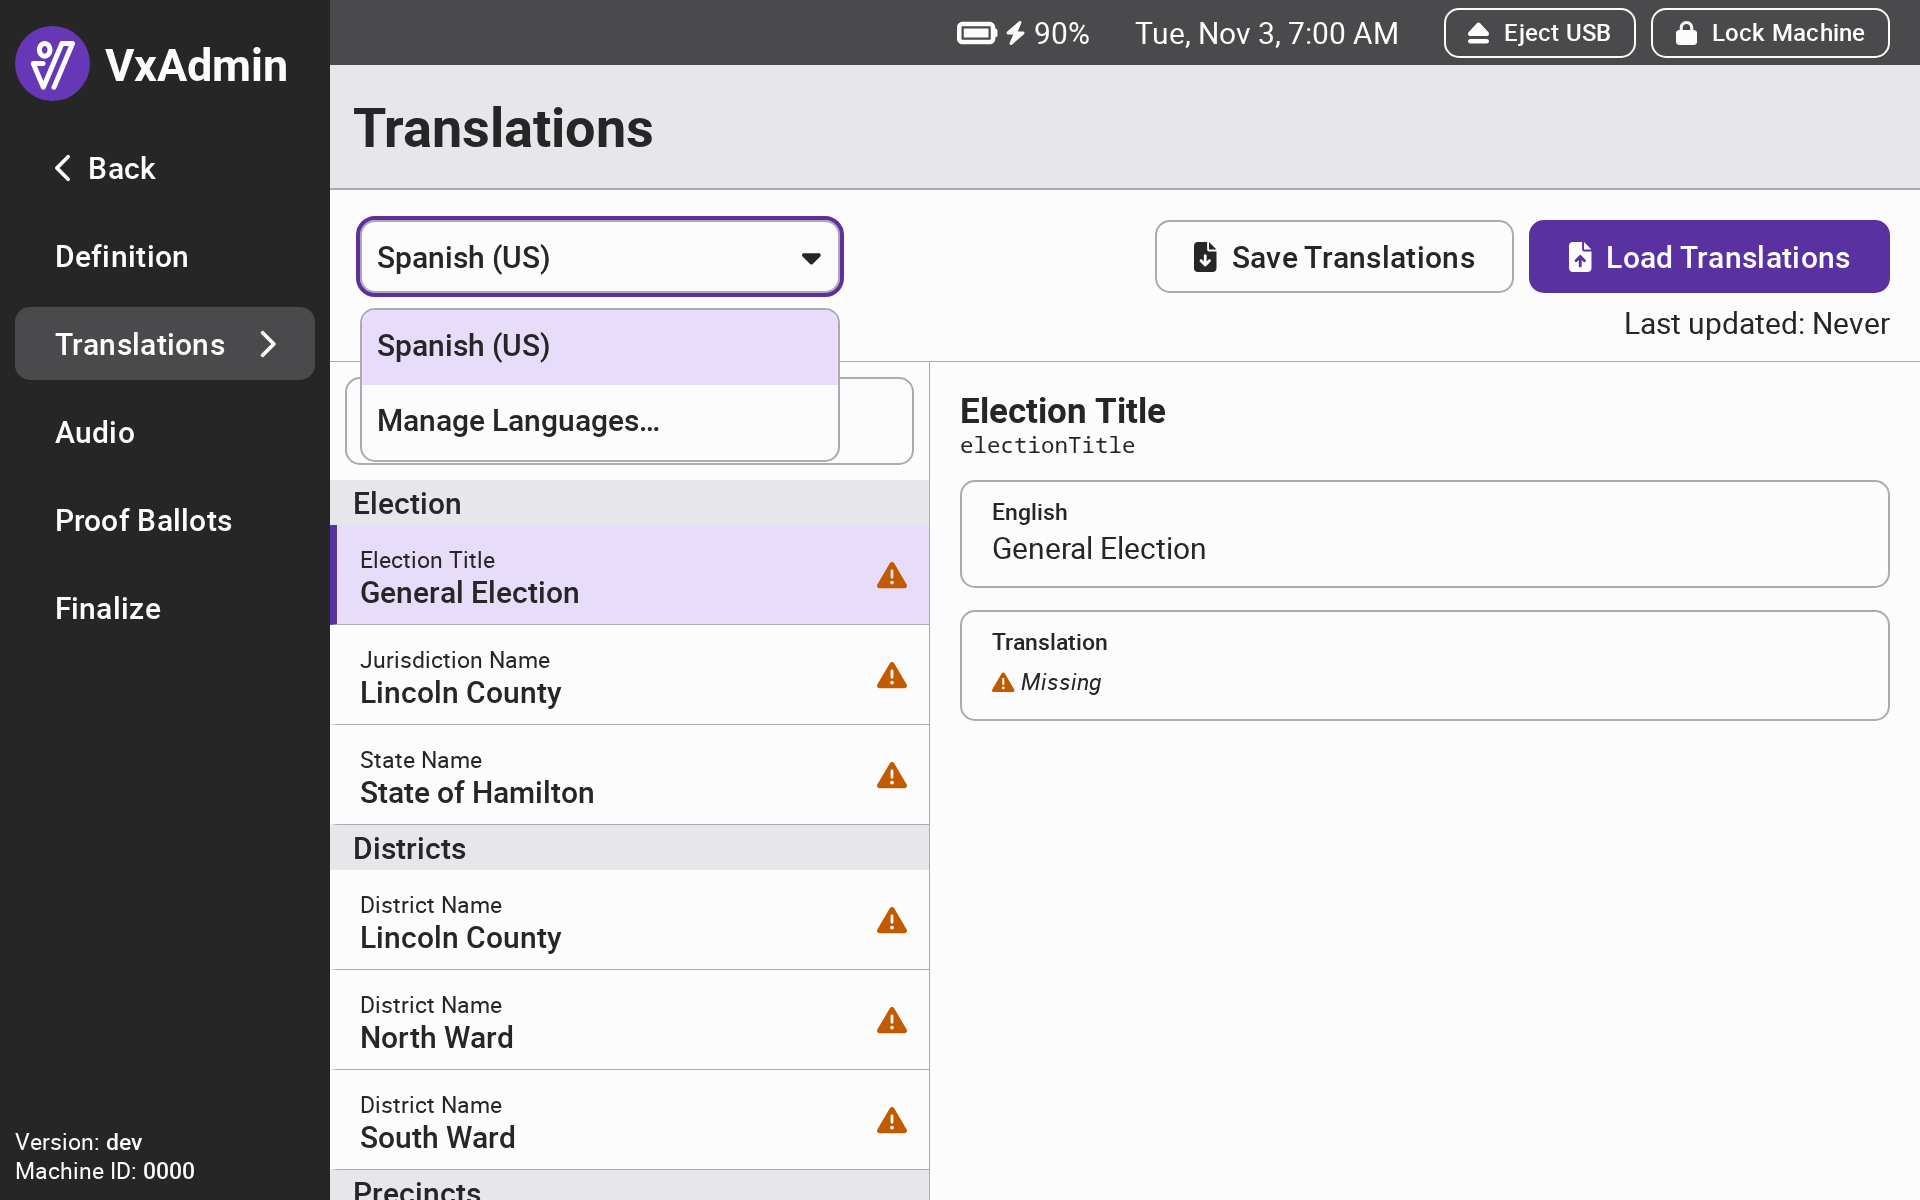 VxAdmin
Back
Definition
Translations
Audio
Proof Ballots
Finalize
Version: dev
Machine ID: 0000
90%
Tue, Nov 3, 7:00 AM
Eject USB
Lock Machine
Translations
Spanish (US)
Save Translations
Load Translations
Last updated: Never
Spanish (US)
Manage Languages...
Election
Election Title
General Election
Jurisdiction Name
Lincoln County
State Name
State of Hamilton
Districts
District Name
Lincoln County
District Name
North Ward
District Name
South Ward
Precincts
Election Title
electionTitle
English
General Election
Translation
Missing